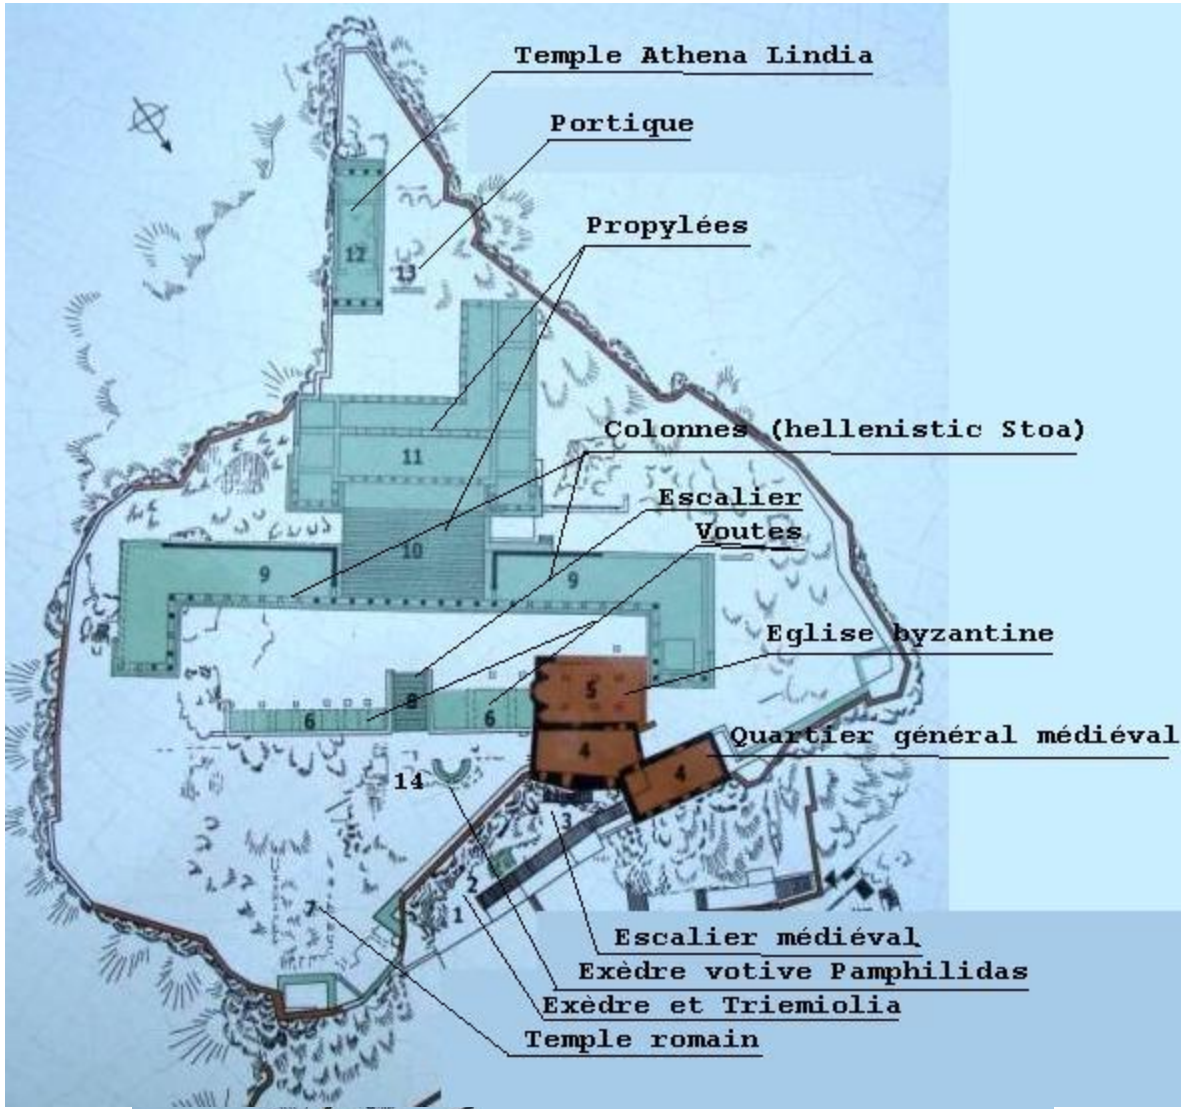 Temple Athena Lindia
Portique
Propylées
12
13
Colonnes (hellenistic Stoa)
11
Escalier
Voutes
10
9
9
Eglise byzantine
5
8
6
6
Quartier général médiéval
4
4
14
3
2
1
7
Escalier médiéval
Exèdre votive Pamphilidas
Exèdre et Triemiolia
Temple romain